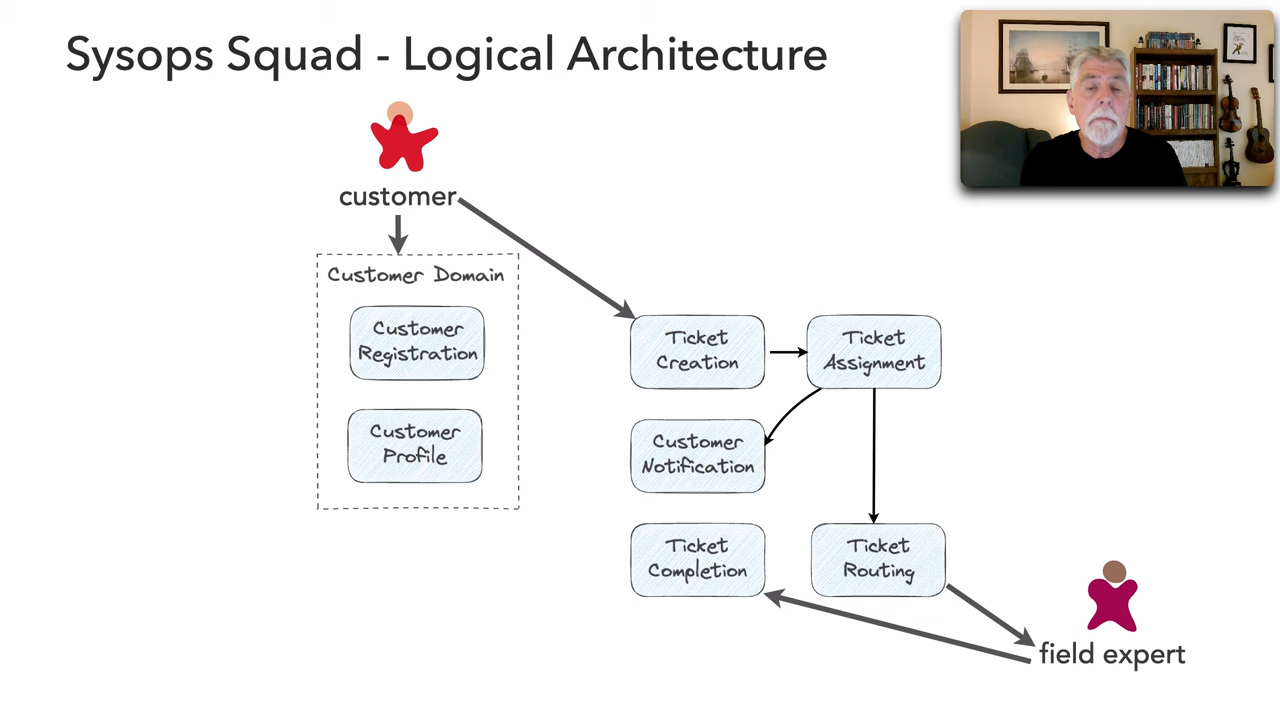 Sysops Squad - Logical Architecture
customer
Customer Domain
Customer
Registration
Customer
Profile
Ticket
Creation
Ticket
Assignment
Customer
Notification
Ticket
Completion
Ticket
Routing
field expert